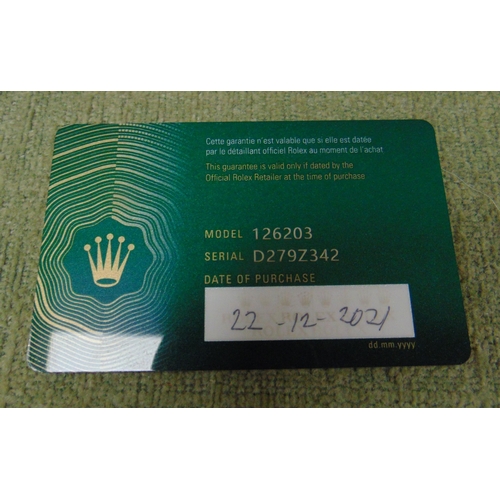 Cette garantie n'est valable que si elle est datée
par le détaillant officiel Rolex au moment de l'achat
This guarantee is valid only if dated by the
Official Rolex Retailer at the time of purchase
MODEL 126203
SERIAL D279Z342
DATE OF PURCHASE
22-12-2021
dd.mm.yyyy